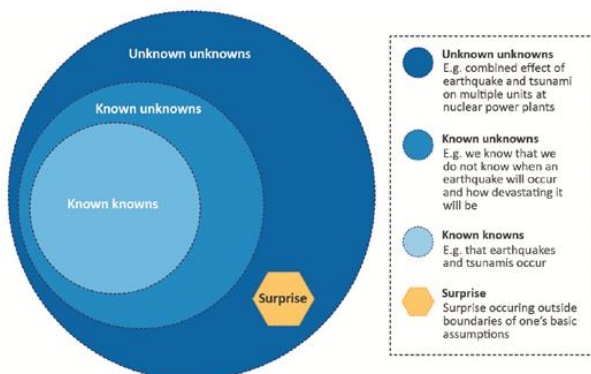 Unknown unknowns
Known unknowns
Known knowns
Surprise
Unknown unknowns
E.g. combined effect of
earthquake and tsunami
on multiple units at
nuclear power plants
Known unknowns
E.g. we know that we
do not know when an
earthquake will occur
and how devastating it
will be
Known knowns
E.g. that earthquakes
and tsunamis occur
Surprise
Surprise occuring outside
boundaries of one's basic
assumptions